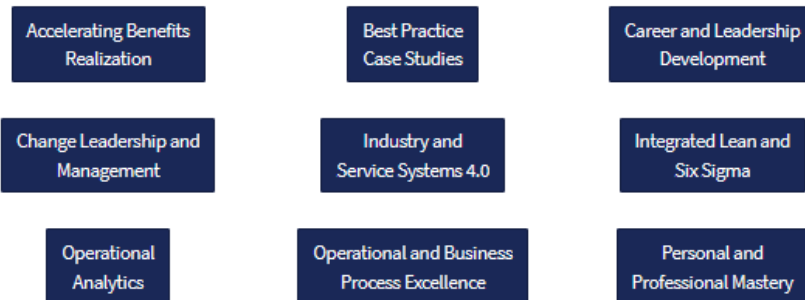 Accelerating Benefits
Realization
Best Practice
Case Studies
Career and Leadership
Development
Change Leadership and
Management
Industry and
Service Systems 4.0
Integrated Lean and
Six Sigma
Operational
Analytics
Operational and Business
Process Excellence
Personal and
Professional Mastery